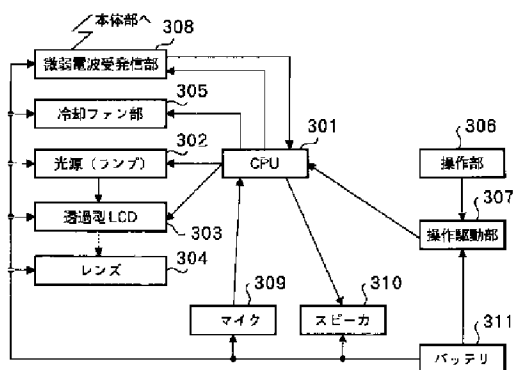 本体部へ
308
微弱電波受発信部
305
冷却ファン部
302
光源（ランプ）
301
CPU
306
操作部
307
透過型LCD
303
操作駆動部
レンズ
304
309
マイク
310
スピーカ
311
バッテリ